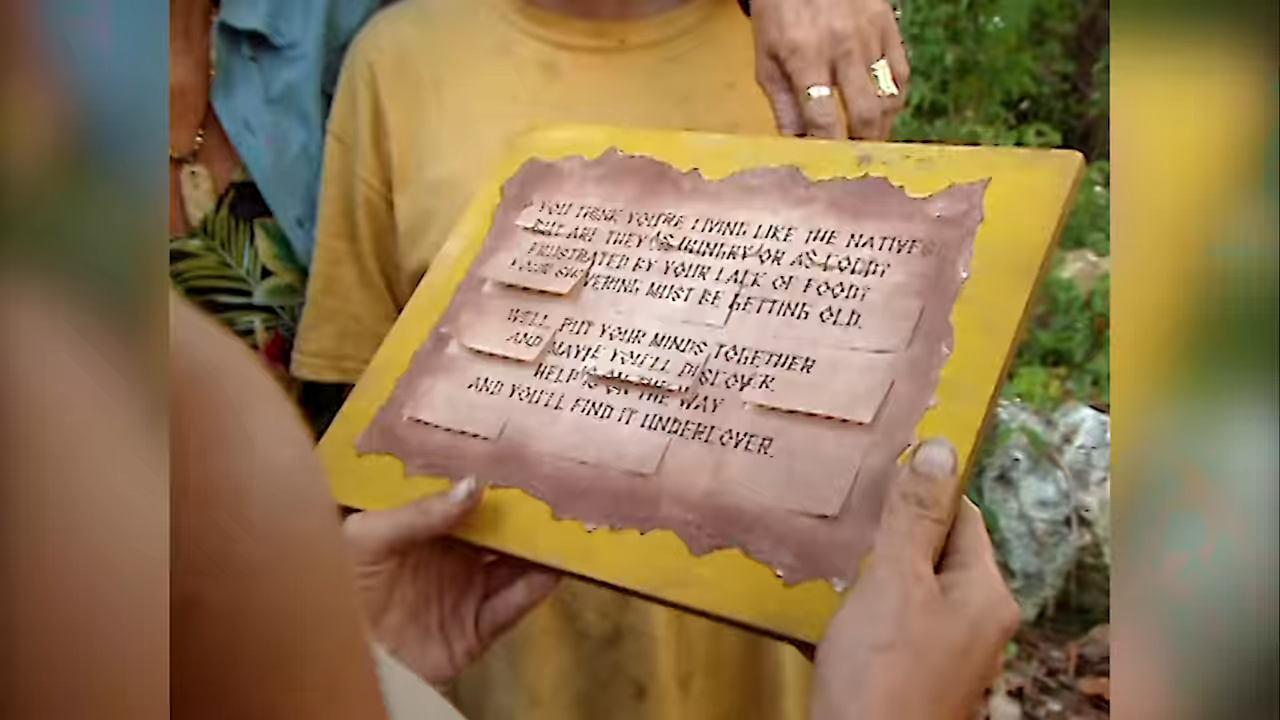 YOU THINK YOU'RE LIVING LIKE THE NATIVES
BUT ARE THEY AS HUNGRY OR AS COLD?
FRUSTRATED BY YOUR LACK OF FOOD?
YOUR SHIVERING MUST BE GETTING OLD.
WELL, PUT YOUR MINDS TOGETHER
AND MAYBE YOU'LL DISCOVER.
HELP IS ON THE WAY
AND YOU'LL FIND IT UNDERCOVER.